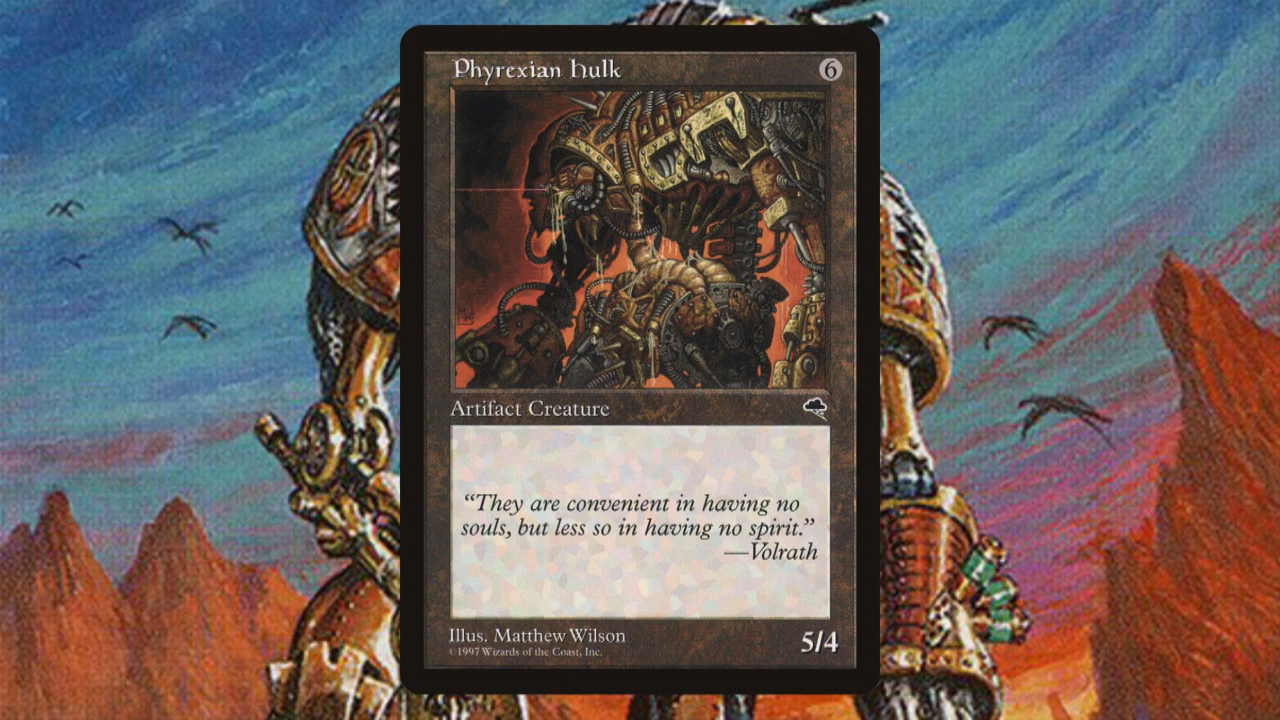 Phyrexian Hulk
6
Artifact Creature
“They are convenient in having no
souls, but less so in having no spirit.”
—Volrath
Illus. Matthew Wilson
©1997 Wizards of the Coast, Inc.
5/4